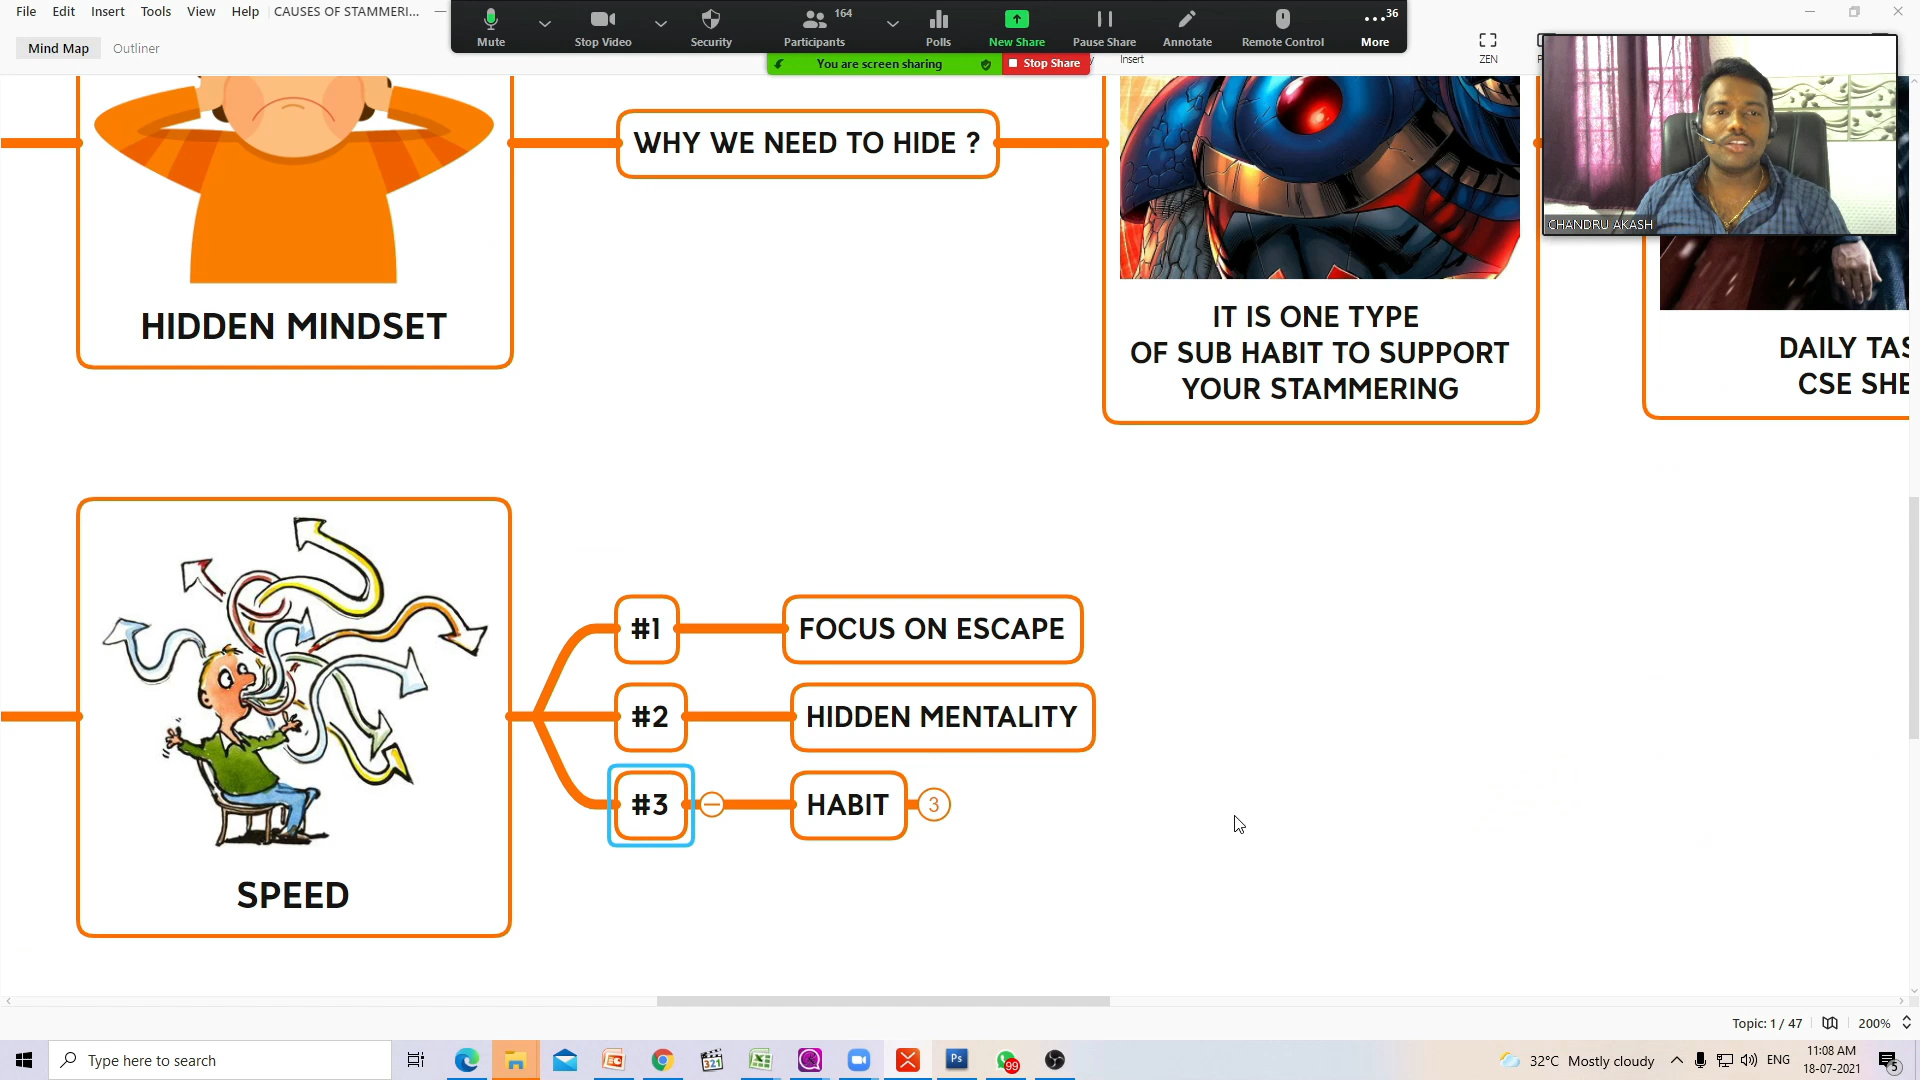 File Edit Insert Tools View Help CAUSES OF STAMMERI...
Mind Map Outliner
164
36
Mute Stop Video Security Participants Polls New Share Pause Share Annotate Remote Control More
You are screen sharing Stop Share
Insert
ZEN
CHANDRU AKASH
WHY WE NEED TO HIDE ?
HIDDEN MINDSET
IT IS ONE TYPE
OF SUB HABIT TO SUPPORT
YOUR STAMMERING
DAILY TAS
CSE SHE
#1 FOCUS ON ESCAPE
#2 HIDDEN MENTALITY
#3 HABIT 3
SPEED
Topic: 1 / 47 200%
Type here to search
321
Ps
99
32°C Mostly cloudy
ENG
11:08 AM
18-07-2021
5